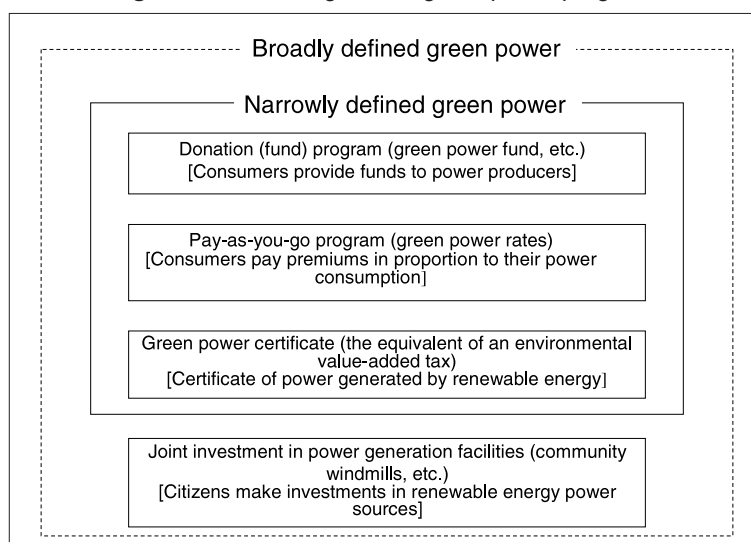 Broadly defined green power
Narrowly defined green power
Donation (fund) program (green power fund, etc.)
[Consumers provide funds to power producers]
Pay-as-you-go program (green power rates)
[Consumers pay premiums in proportion to their power
consumption]
Green power certificate (the equivalent of an environmental
value-added tax)
[Certificate of power generated by renewable energy]
Joint investment in power generation facilities (community
windmills, etc.)
[Citizens make investments in renewable energy power
sources]